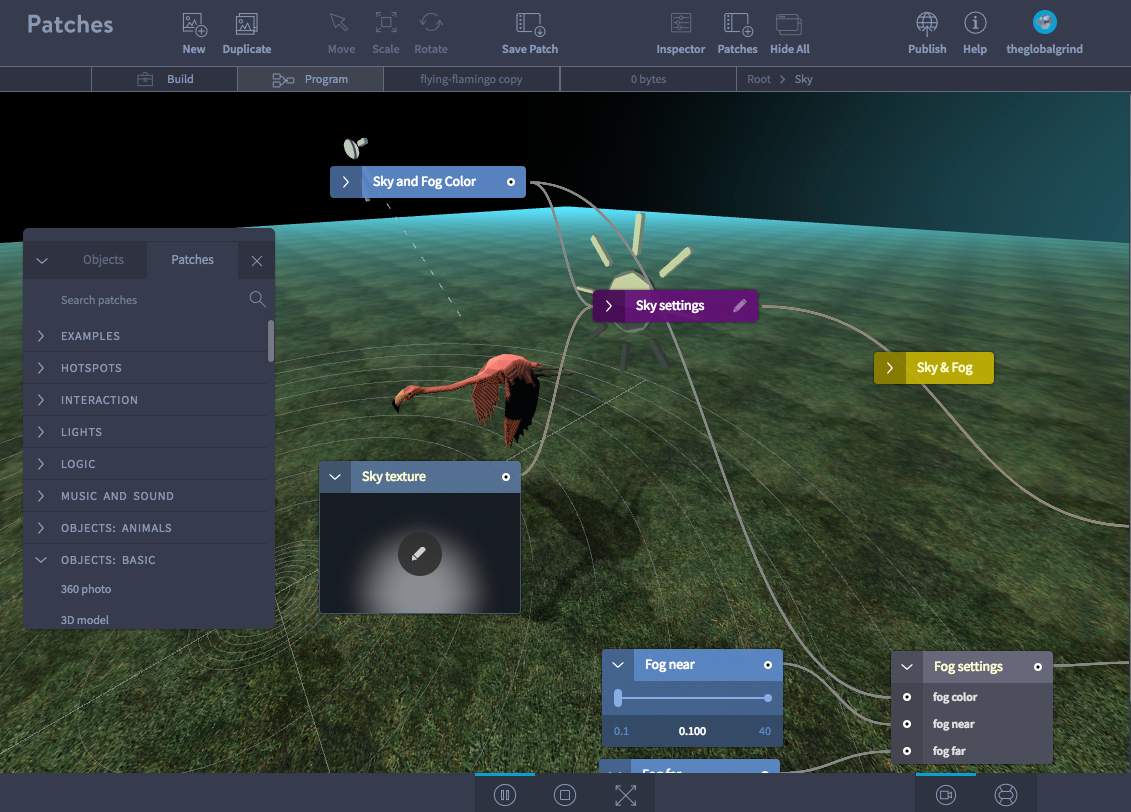 Patches
New
Duplicate
Move
Scale
Rotate
Save Patch
Inspector
Patches
Hide All
Publish
Help
theglobalgrind
Build
Program
flying-flamingo copy
0 bytes
Root > Sky
Sky and Fog Color
Objects
Patches
Search patches
EXAMPLES
HOTSPOTS
INTERACTION
LIGHTS
LOGIC
MUSIC AND SOUND
OBJECTS: ANIMALS
OBJECTS: BASIC
360 photo
3D model
Sky settings
Sky & Fog
Sky texture
Fog near
0.1 0.100 40
Fog far
Fog settings
fog color
fog near
fog far